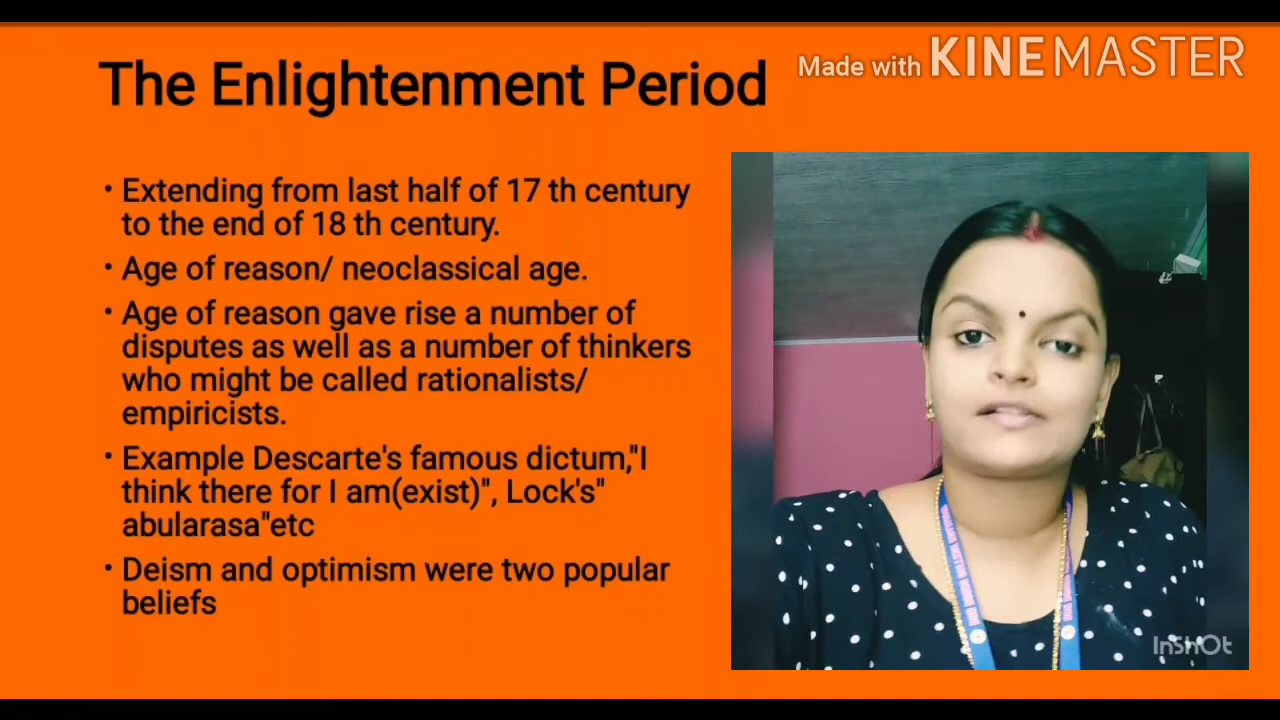 The Enlightenment Period
Made with KINEMASTER
• Extending from last half of 17 th century
to the end of 18 th century.
• Age of reason/ neoclassical age.
• Age of reason gave rise a number of
disputes as well as a number of thinkers
who might be called rationalists/
empiricists.
• Example Descarte's famous dictum,"I
think there for I am(exist)", Lock's"
abularasa"etc
• Deism and optimism were two popular
beliefs
InShOt